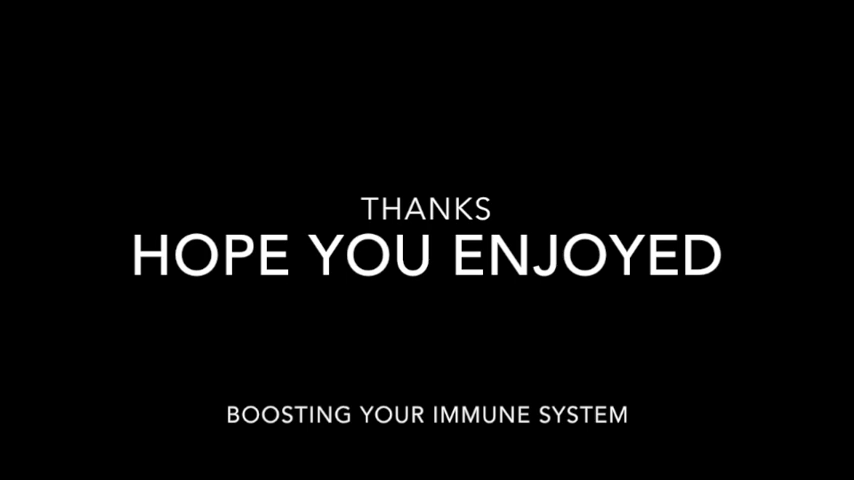 THANKS
HOPE YOU ENJOYED
BOOSTING YOUR IMMUNE SYSTEM